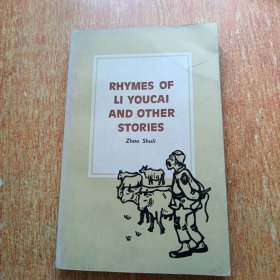 RHYMES OF
LI YOUCAI
AND OTHER
STORIES
Zhao Shuli